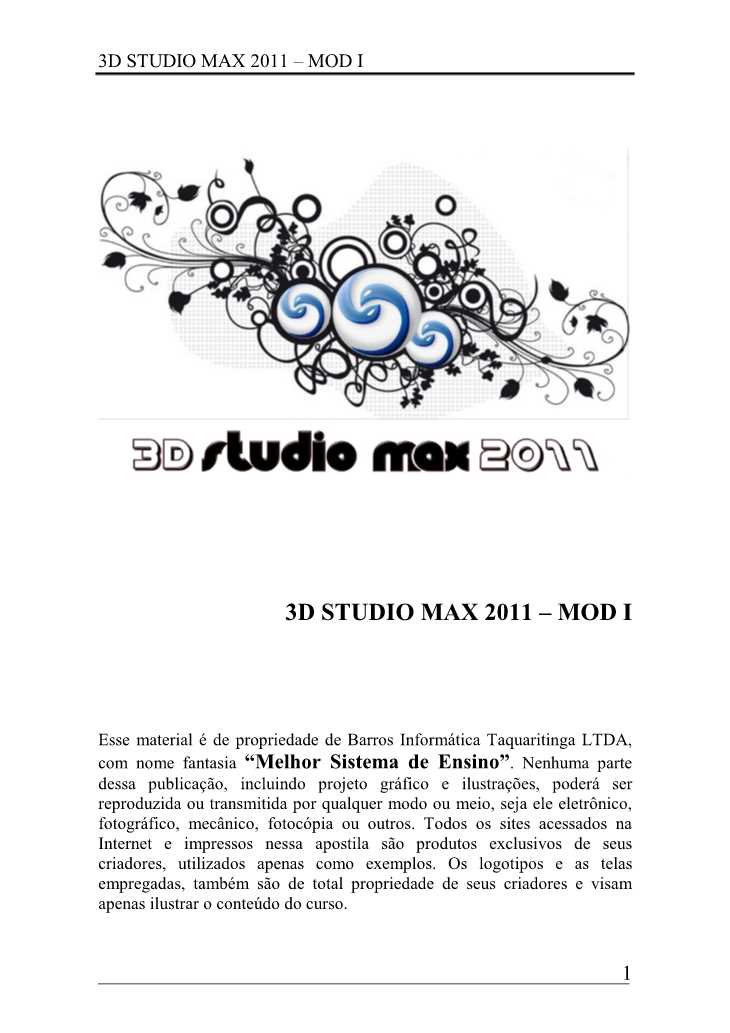 3D STUDIO MAX 2011 – MOD I
3D studio max 2011
3D STUDIO MAX 2011 – MOD I
Esse material é de propriedade de Barros Informática Taquaritinga LTDA,
com nome fantasia “Melhor Sistema de Ensino”. Nenhuma parte
dessa publicação, incluindo projeto gráfico e ilustrações, poderá ser
reproduzida ou transmitida por qualquer modo ou meio, seja ele eletrônico,
fotográfico, mecânico, fotocópia ou outros. Todos os sites acessados na
Internet e impressos nessa apostila são produtos exclusivos de seus
criadores, utilizados apenas como exemplos. Os logotipos e as telas
empregadas, também são de total propriedade de seus criadores e visam
apenas ilustrar o conteúdo do curso.
1